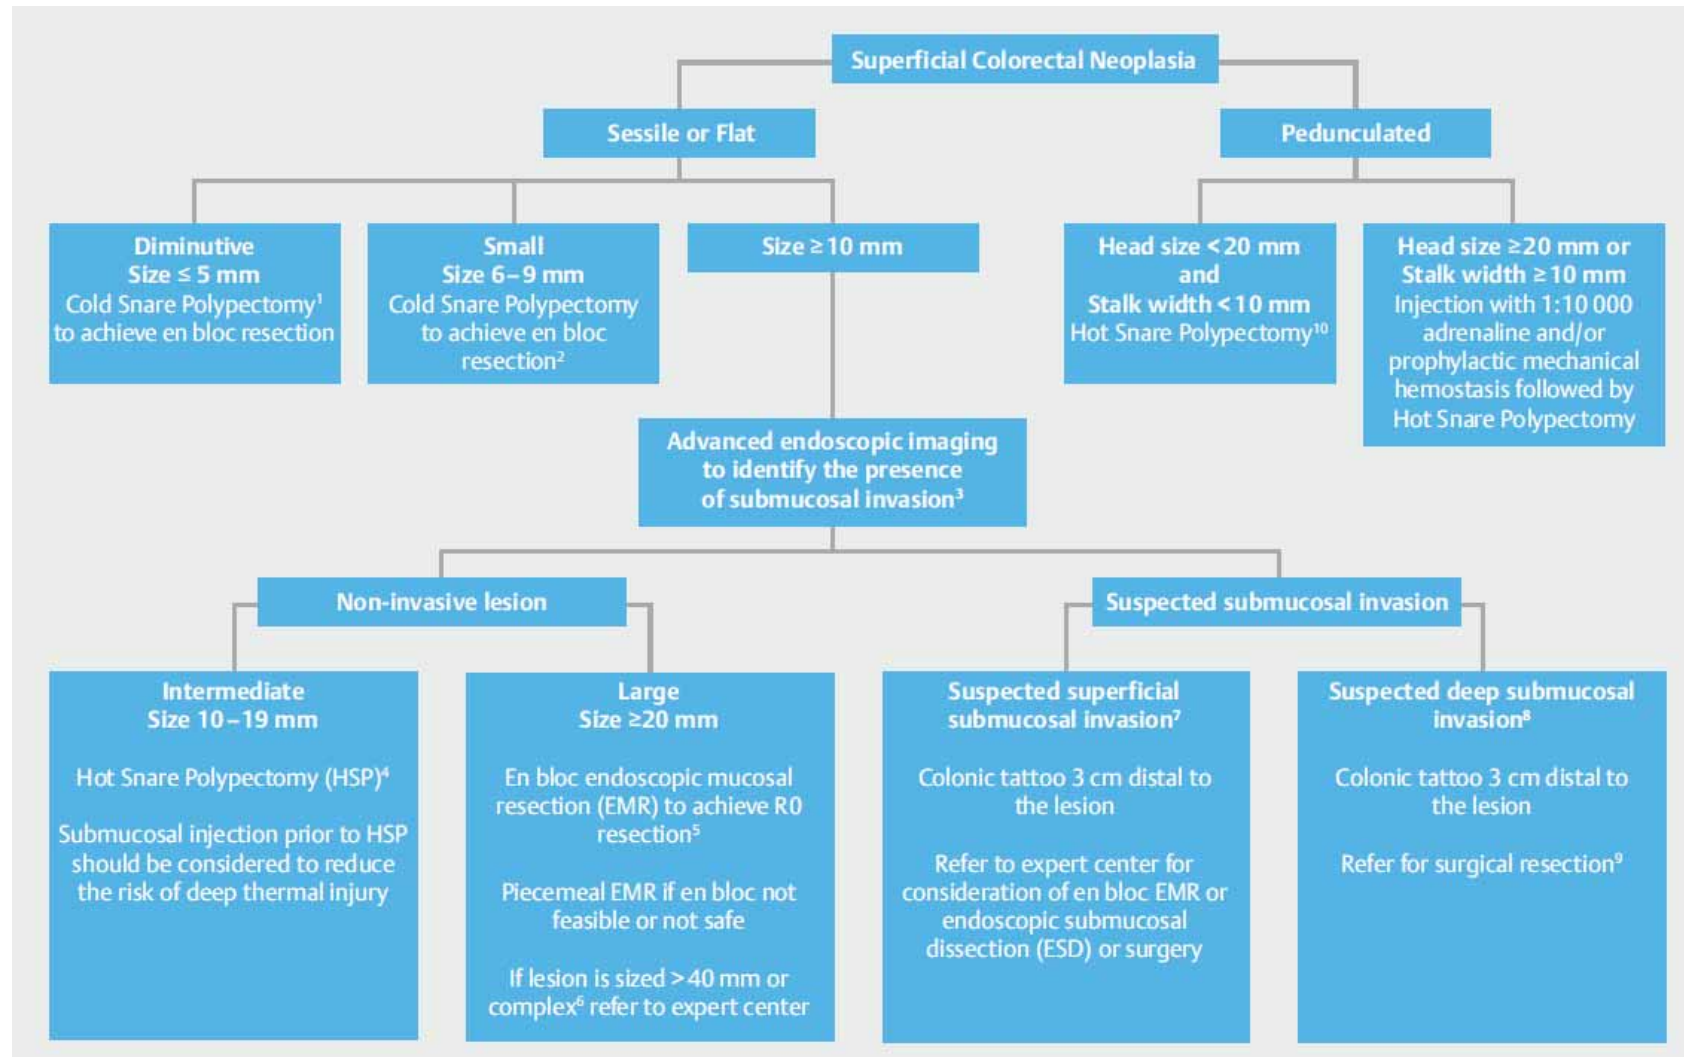 Superficial Colorectal Neoplasia
Sessile or Flat
Pedunculated
Diminutive
Size ≤ 5 mm
Cold Snare Polypectomy¹
to achieve en bloc resection
Small
Size 6–9 mm
Cold Snare Polypectomy
to achieve en bloc
resection²
Size ≥ 10 mm
Head size <20 mm
and
Stalk width <10 mm
Hot Snare Polypectomy¹⁰
Head size ≥20 mm or
Stalk width ≥ 10 mm
Injection with 1:10 000
adrenaline and/or
prophylactic mechanical
hemostasis followed by
Hot Snare Polypectomy
Advanced endoscopic imaging
to identify the presence
of submucosal invasion³
Non-invasive lesion
Suspected submucosal invasion
Intermediate
Size 10–19 mm
Hot Snare Polypectomy (HSP)⁴
Submucosal injection prior to HSP
should be considered to reduce
the risk of deep thermal injury
Large
Size ≥20 mm
En bloc endoscopic mucosal
resection (EMR) to achieve R0
resection⁵
Piecemeal EMR if en bloc not
feasible or not safe
If lesion is sized >40 mm or
complex⁶ refer to expert center
Suspected superficial
submucosal invasion⁷
Colonic tattoo 3 cm distal to
the lesion
Refer to expert center for
consideration of en bloc EMR or
endoscopic submucosal
dissection (ESD) or surgery
Suspected deep submucosal
invasion⁸
Colonic tattoo 3 cm distal to
the lesion
Refer for surgical resection⁹